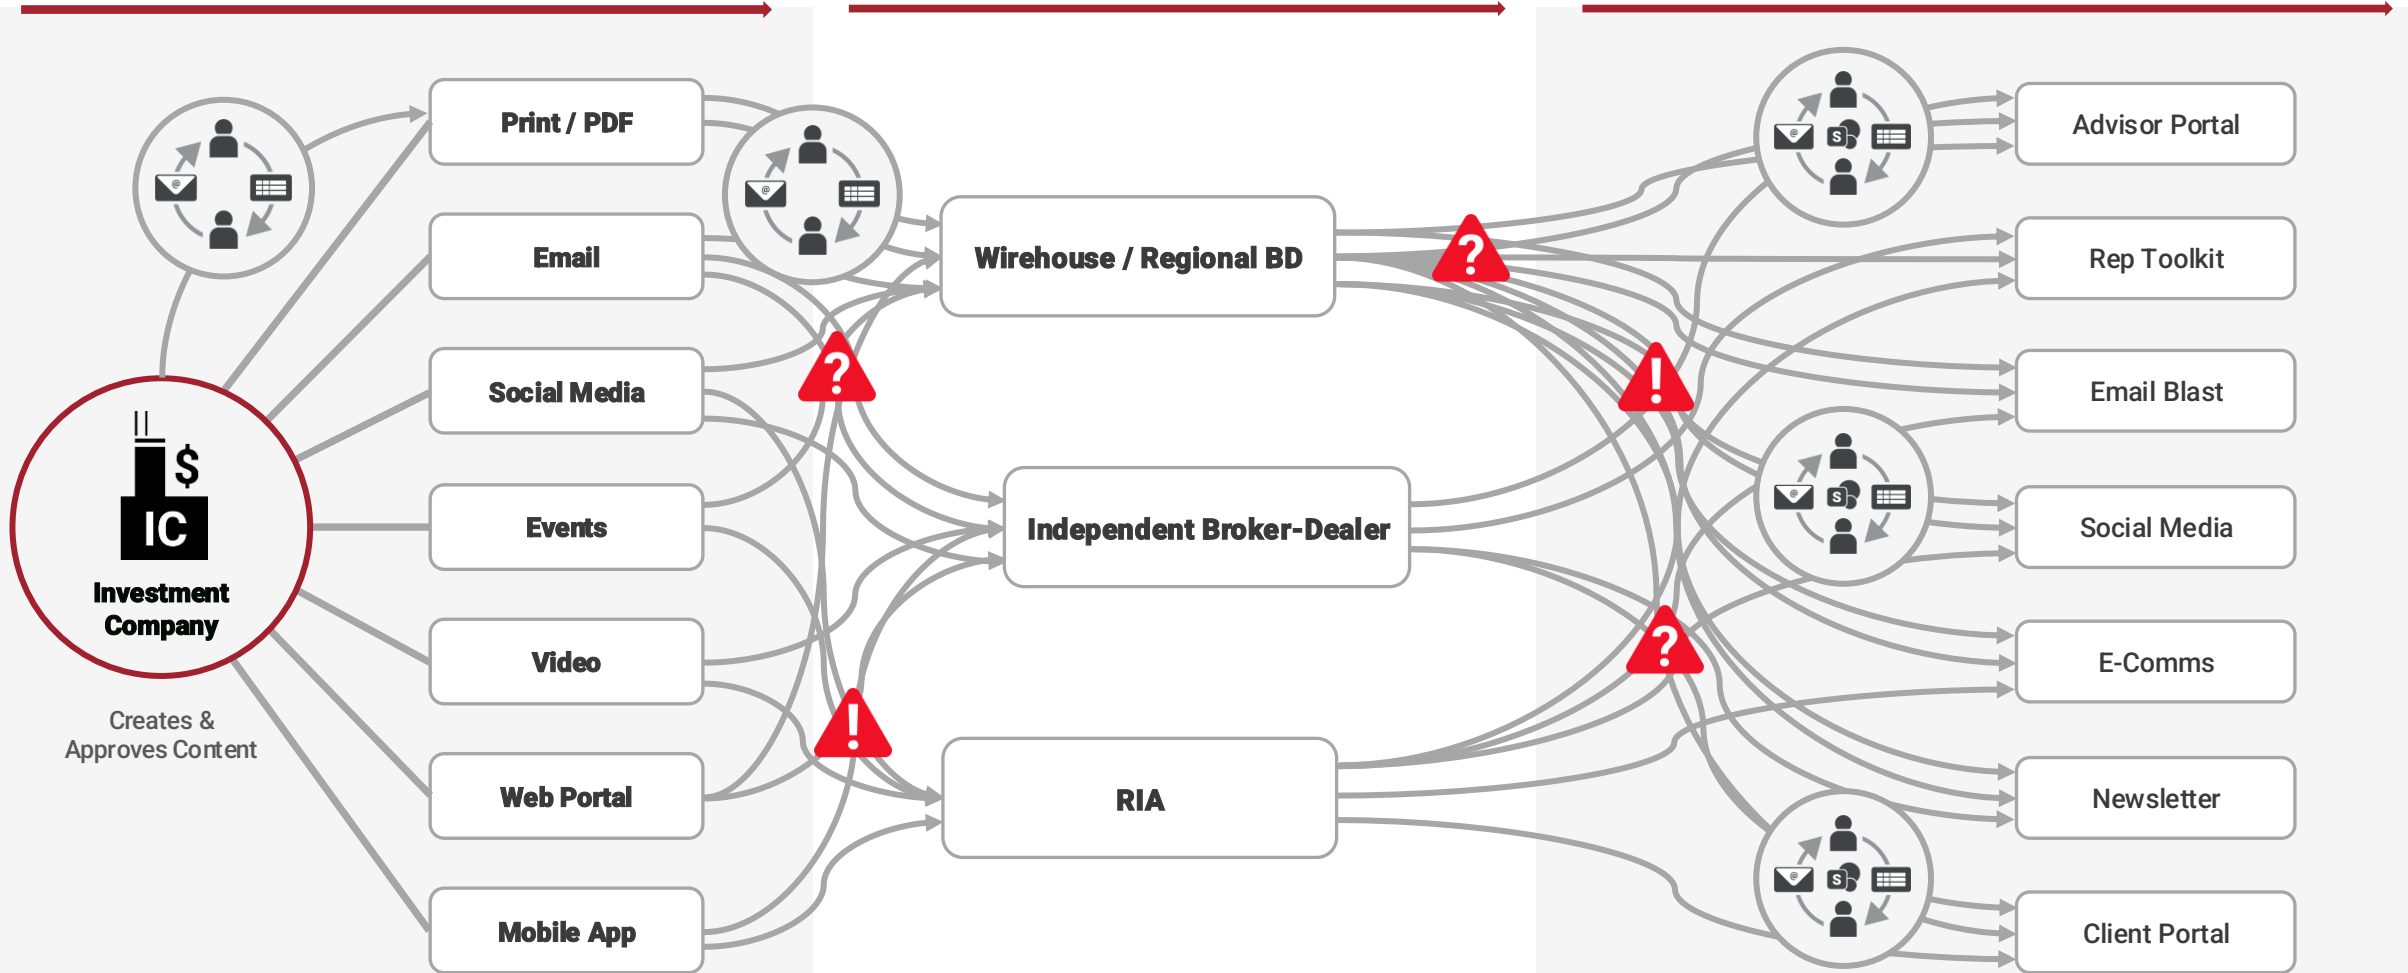 Print / PDF
Email
Social Media
Events
Video
Web Portal
Mobile App
$
IC
Investment
Company
Creates &
Approves Content
@
@
Wirehouse / Regional BD
Independent Broker-Dealer
RIA
?
!
?
!
?
@ S
@ S
@ S
Advisor Portal
Rep Toolkit
Email Blast
Social Media
E-Comms
Newsletter
Client Portal